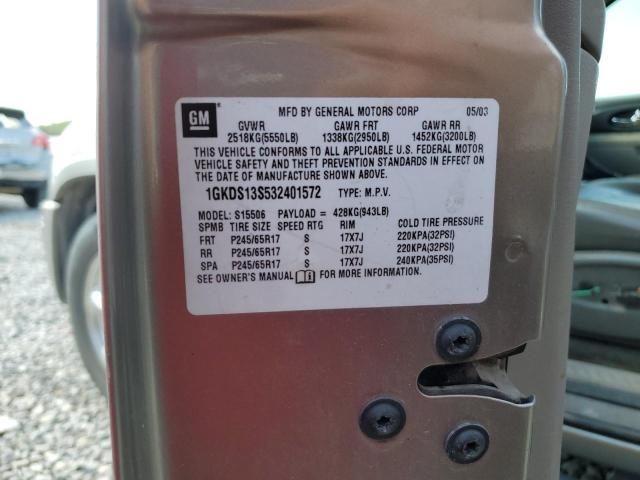 GM
MFD BY GENERAL MOTORS CORP 05/03
GVWR GAWR FRT GAWR RR
2518KG(5550LB) 1338KG(2950LB) 1452KG(3200LB)
THIS VEHICLE CONFORMS TO ALL APPLICABLE U.S. FEDERAL MOTOR
VEHICLE SAFETY AND THEFT PREVENTION STANDARDS IN EFFECT ON
THE DATE OF MANUFACTURE SHOWN ABOVE.
1GKDS13S532401572 TYPE: M.P.V.
MODEL: S15506 PAYLOAD = 428KG(943LB)
SPMB TIRE SIZE SPEED RTG RIM COLD TIRE PRESSURE
FRT P245/65R17 S 17X7J 220KPA(32PSI)
RR P245/65R17 S 17X7J 220KPA(32PSI)
SPA P245/65R17 S 17X7J 240KPA(35PSI)
SEE OWNER'S MANUAL FOR MORE INFORMATION.